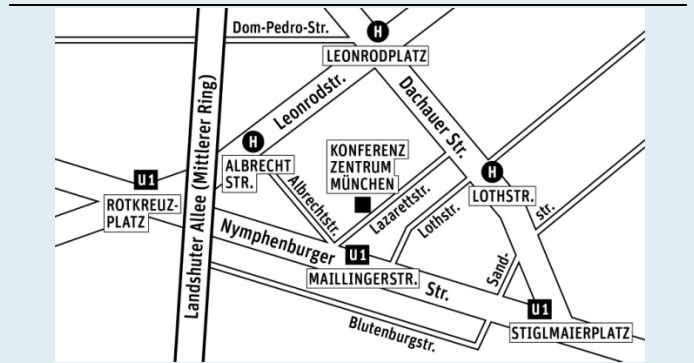 Dom-Pedro-Str.
H
LEONRODPLATZ
Landshuter Allee (Mittlerer Ring)
Leonrodstr.
Dachauer Str.
H
ALBRECHT
STR.
KONFERENZ
ZENTRUM
MÜNCHEN
U1
ROTKREUZ-
PLATZ
Albrechtstr.
Lazarettstr.
Lothstr.
H
LOTHSTR.
Nymphenburger Str.
U1
MAILLINGERSTR.
Sand-
str.
U1
STIGLMAIERPLATZ
Blutenburgstr.